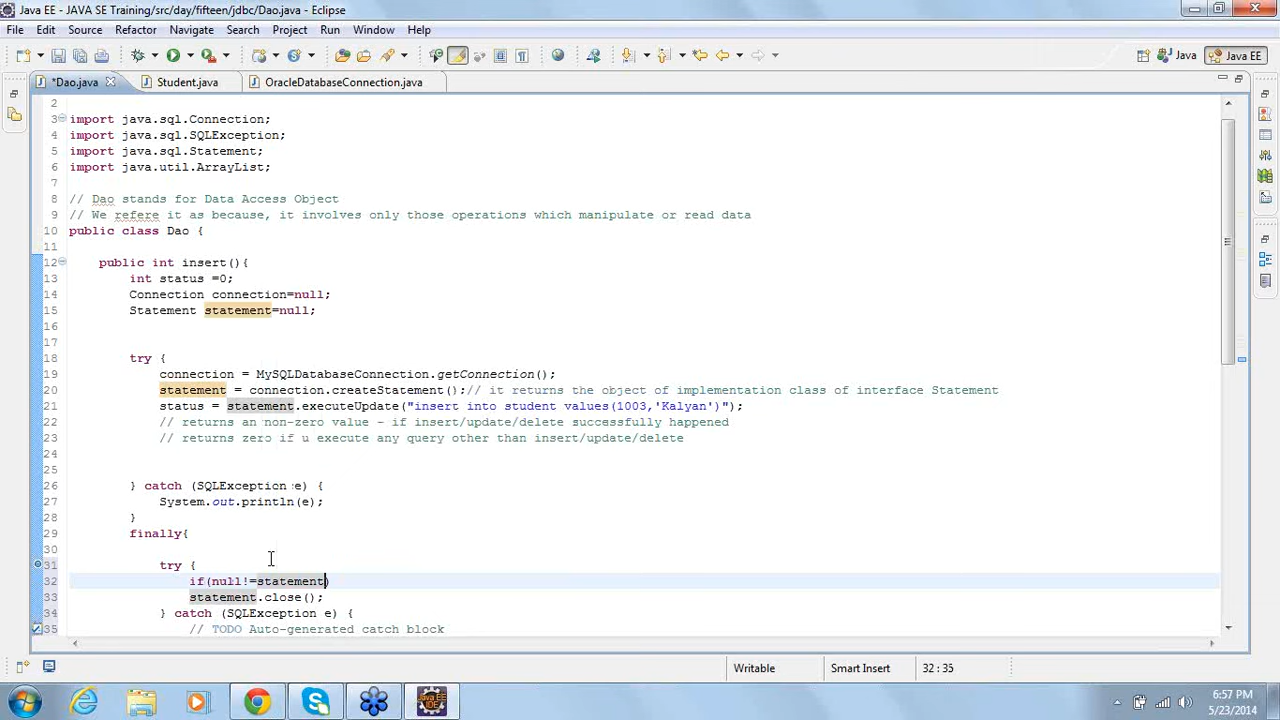 Java EE - JAVA SE Training/src/day/fifteen/jdbc/Dao.java - Eclipse
File Edit Source Refactor Navigate Search Project Run Window Help
Java Java EE
*Dao.java Student.java OracleDatabaseConnection.java
2
3 import java.sql.Connection;
4 import java.sql.SQLException;
5 import java.sql.Statement;
6 import java.util.ArrayList;
7
8 // Dao stands for Data Access Object
9 // We refere it as because, it involves only those operations which manipulate or read data
10 public class Dao {
11
12 public int insert(){
13 int status =0;
14 Connection connection=null;
15 Statement statement=null;
16
17
18 try {
19 connection = MySQLDatabaseConnection.getConnection();
20 statement = connection.createStatement();// it returns the object of implementation class of interface Statement
21 status = statement.executeUpdate("insert into student values(1003,'Kalyan')");
22 // returns an non-zero value - if insert/update/delete successfully happened
23 // returns zero if u execute any query other than insert/update/delete
24
25
26 } catch (SQLException e) {
27 System.out.println(e);
28 }
29 finally{
30
31 try {
32 if(null!=statement)
33 statement.close();
34 } catch (SQLException e) {
35 // TODO Auto-generated catch block
Writable Smart Insert 32 : 35
Java EE
IDE
6:57 PM
5/23/2014